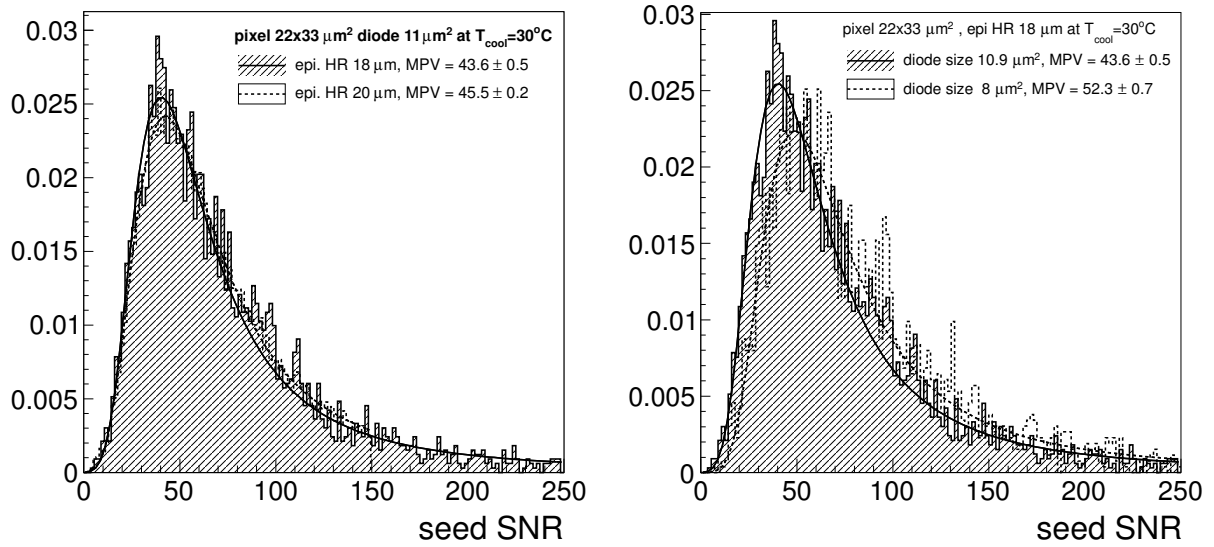 pixel 22x33 μm² diode 11 μm² at T_cool=30°C
epi. HR 18 μm, MPV = 43.6 ± 0.5
epi. HR 20 μm, MPV = 45.5 ± 0.2
0.03
0.025
0.02
0.015
0.01
0.005
0
0 50 100 150 200 250
seed SNR
pixel 22x33 μm² , epi HR 18 μm at T_cool=30°C
diode size 10.9 μm², MPV = 43.6 ± 0.5
diode size 8 μm², MPV = 52.3 ± 0.7
0.03
0.025
0.02
0.015
0.01
0.005
0
0 50 100 150 200 250
seed SNR